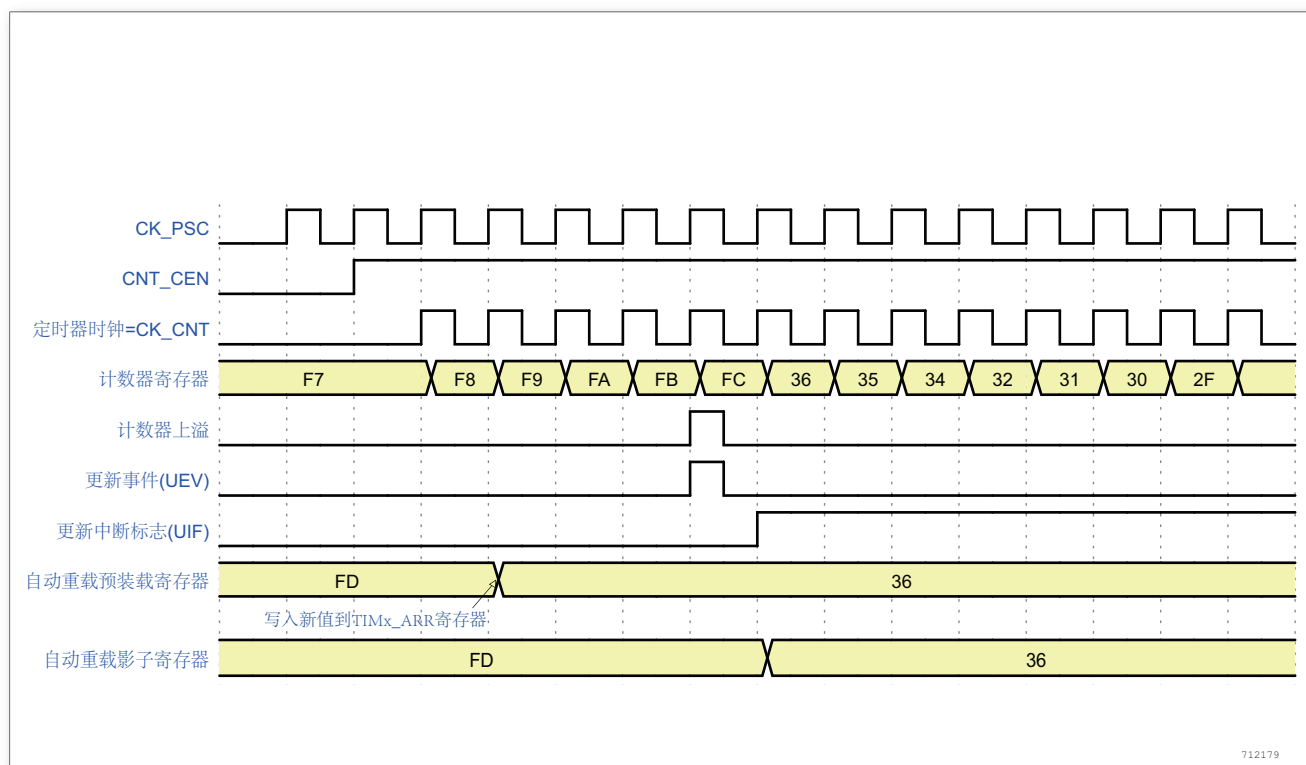 CK_PSC
CNT_CEN
定时器时钟=CK_CNT
计数器寄存器 F7 F8 F9 FA FB FC 36 35 34 32 31 30 2F
计数器上溢
更新事件(UEV)
更新中断标志(UIF)
自动重载预装载寄存器 FD 36
写入新值到TIMx_ARR寄存器
自动重载影子寄存器 FD 36
712179